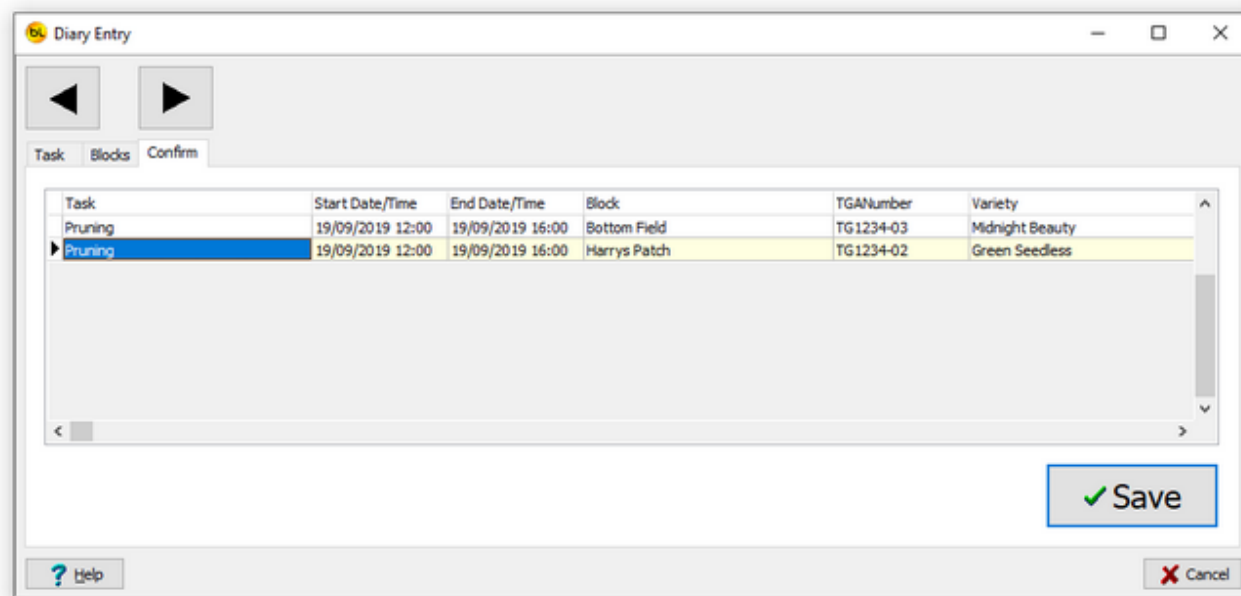 Diary Entry
Task Blocks Confirm
Task Start Date/Time End Date/Time Block TGANumber Variety
Pruning 19/09/2019 12:00 19/09/2019 16:00 Bottom Field TG1234-03 Midnight Beauty
Pruning 19/09/2019 12:00 19/09/2019 16:00 Harrys Patch TG1234-02 Green Seedless
Save
? Help Cancel